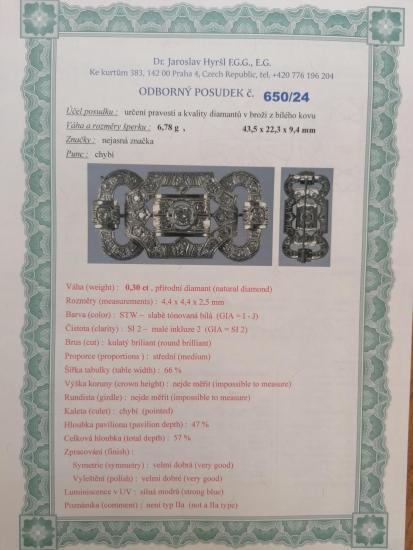 Dr. Jaroslav Hyršl F.G.G., E.G.
Ke kurtům 383, 142 00 Praha 4, Czech Republic, tel. +420 776 196 204
ODBORNÝ POSUDEK č. 650/24
Účel posudku : určení pravosti a kvality diamantů v broži z bílého kovu
Váha a rozměry šperku : 6,78 g , 43,5 x 22,3 x 9,4 mm
Značky : nejasná značka
Punc : chybí
Váha (weight) : 0,30 ct , přírodní diamant (natural diamond)
Rozměry (measurements) : 4,4 x 4,4 x 2,5 mm
Barva (color) : STW – slabě tónovaná bílá (GIA = I - J)
Čistota (clarity) : SI 2 – malé inkluze 2 (GIA = SI 2)
Brus (cut) : kulatý briliant (round brilliant)
Proporce (proportions ) : střední (medium)
Šířka tabulky (table width) : 66 %
Výška koruny (crown height) : nejde měřit (impossible to measure)
Rundista (girdle) : nejde měřit (impossible to measure)
Kaleta (culet) : chybí (pointed)
Hloubka pavilionu (pavilion depth) : 47 %
Celková hloubka (total depth) : 57 %
Zpracování (finish) :
Symetrie (symmetry) : velmi dobrá (very good)
Vyleštění (polish) : velmi dobré (very good)
Luminiscence v UV : silná modrá (strong blue)
Poznámka (comment) : není typ IIa (not a IIa type)